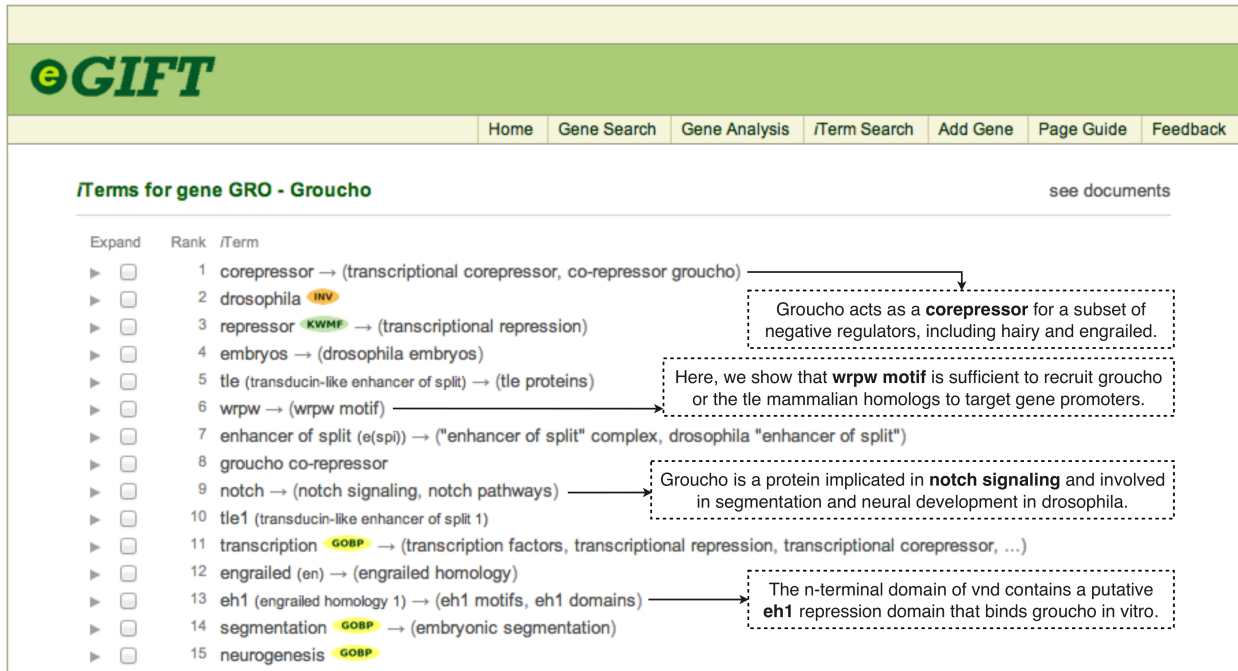 eGIFT
Home Gene Search Gene Analysis iTerm Search Add Gene Page Guide Feedback
iTerms for gene GRO - Groucho see documents
Expand Rank iTerm
1 corepressor → (transcriptional corepressor, co-repressor groucho)
2 drosophila INV
Groucho acts as a corepressor for a subset of
negative regulators, including hairy and engrailed.
3 repressor KWMF → (transcriptional repression)
4 embryos → (drosophila embryos)
5 tle (transducin-like enhancer of split) → (tle proteins)
Here, we show that wrpw motif is sufficient to recruit groucho
or the tle mammalian homologs to target gene promoters.
6 wrpw → (wrpw motif)
7 enhancer of split (e(spi)) → ("enhancer of split" complex, drosophila "enhancer of split")
8 groucho co-repressor
9 notch → (notch signaling, notch pathways)
Groucho is a protein implicated in notch signaling and involved
in segmentation and neural development in drosophila.
10 tle1 (transducin-like enhancer of split 1)
11 transcription GOBP → (transcription factors, transcriptional repression, transcriptional corepressor, ...)
12 engrailed (en) → (engrailed homology)
13 eh1 (engrailed homology 1) → (eh1 motifs, eh1 domains)
The n-terminal domain of vnd contains a putative
eh1 repression domain that binds groucho in vitro.
14 segmentation GOBP → (embryonic segmentation)
15 neurogenesis GOBP